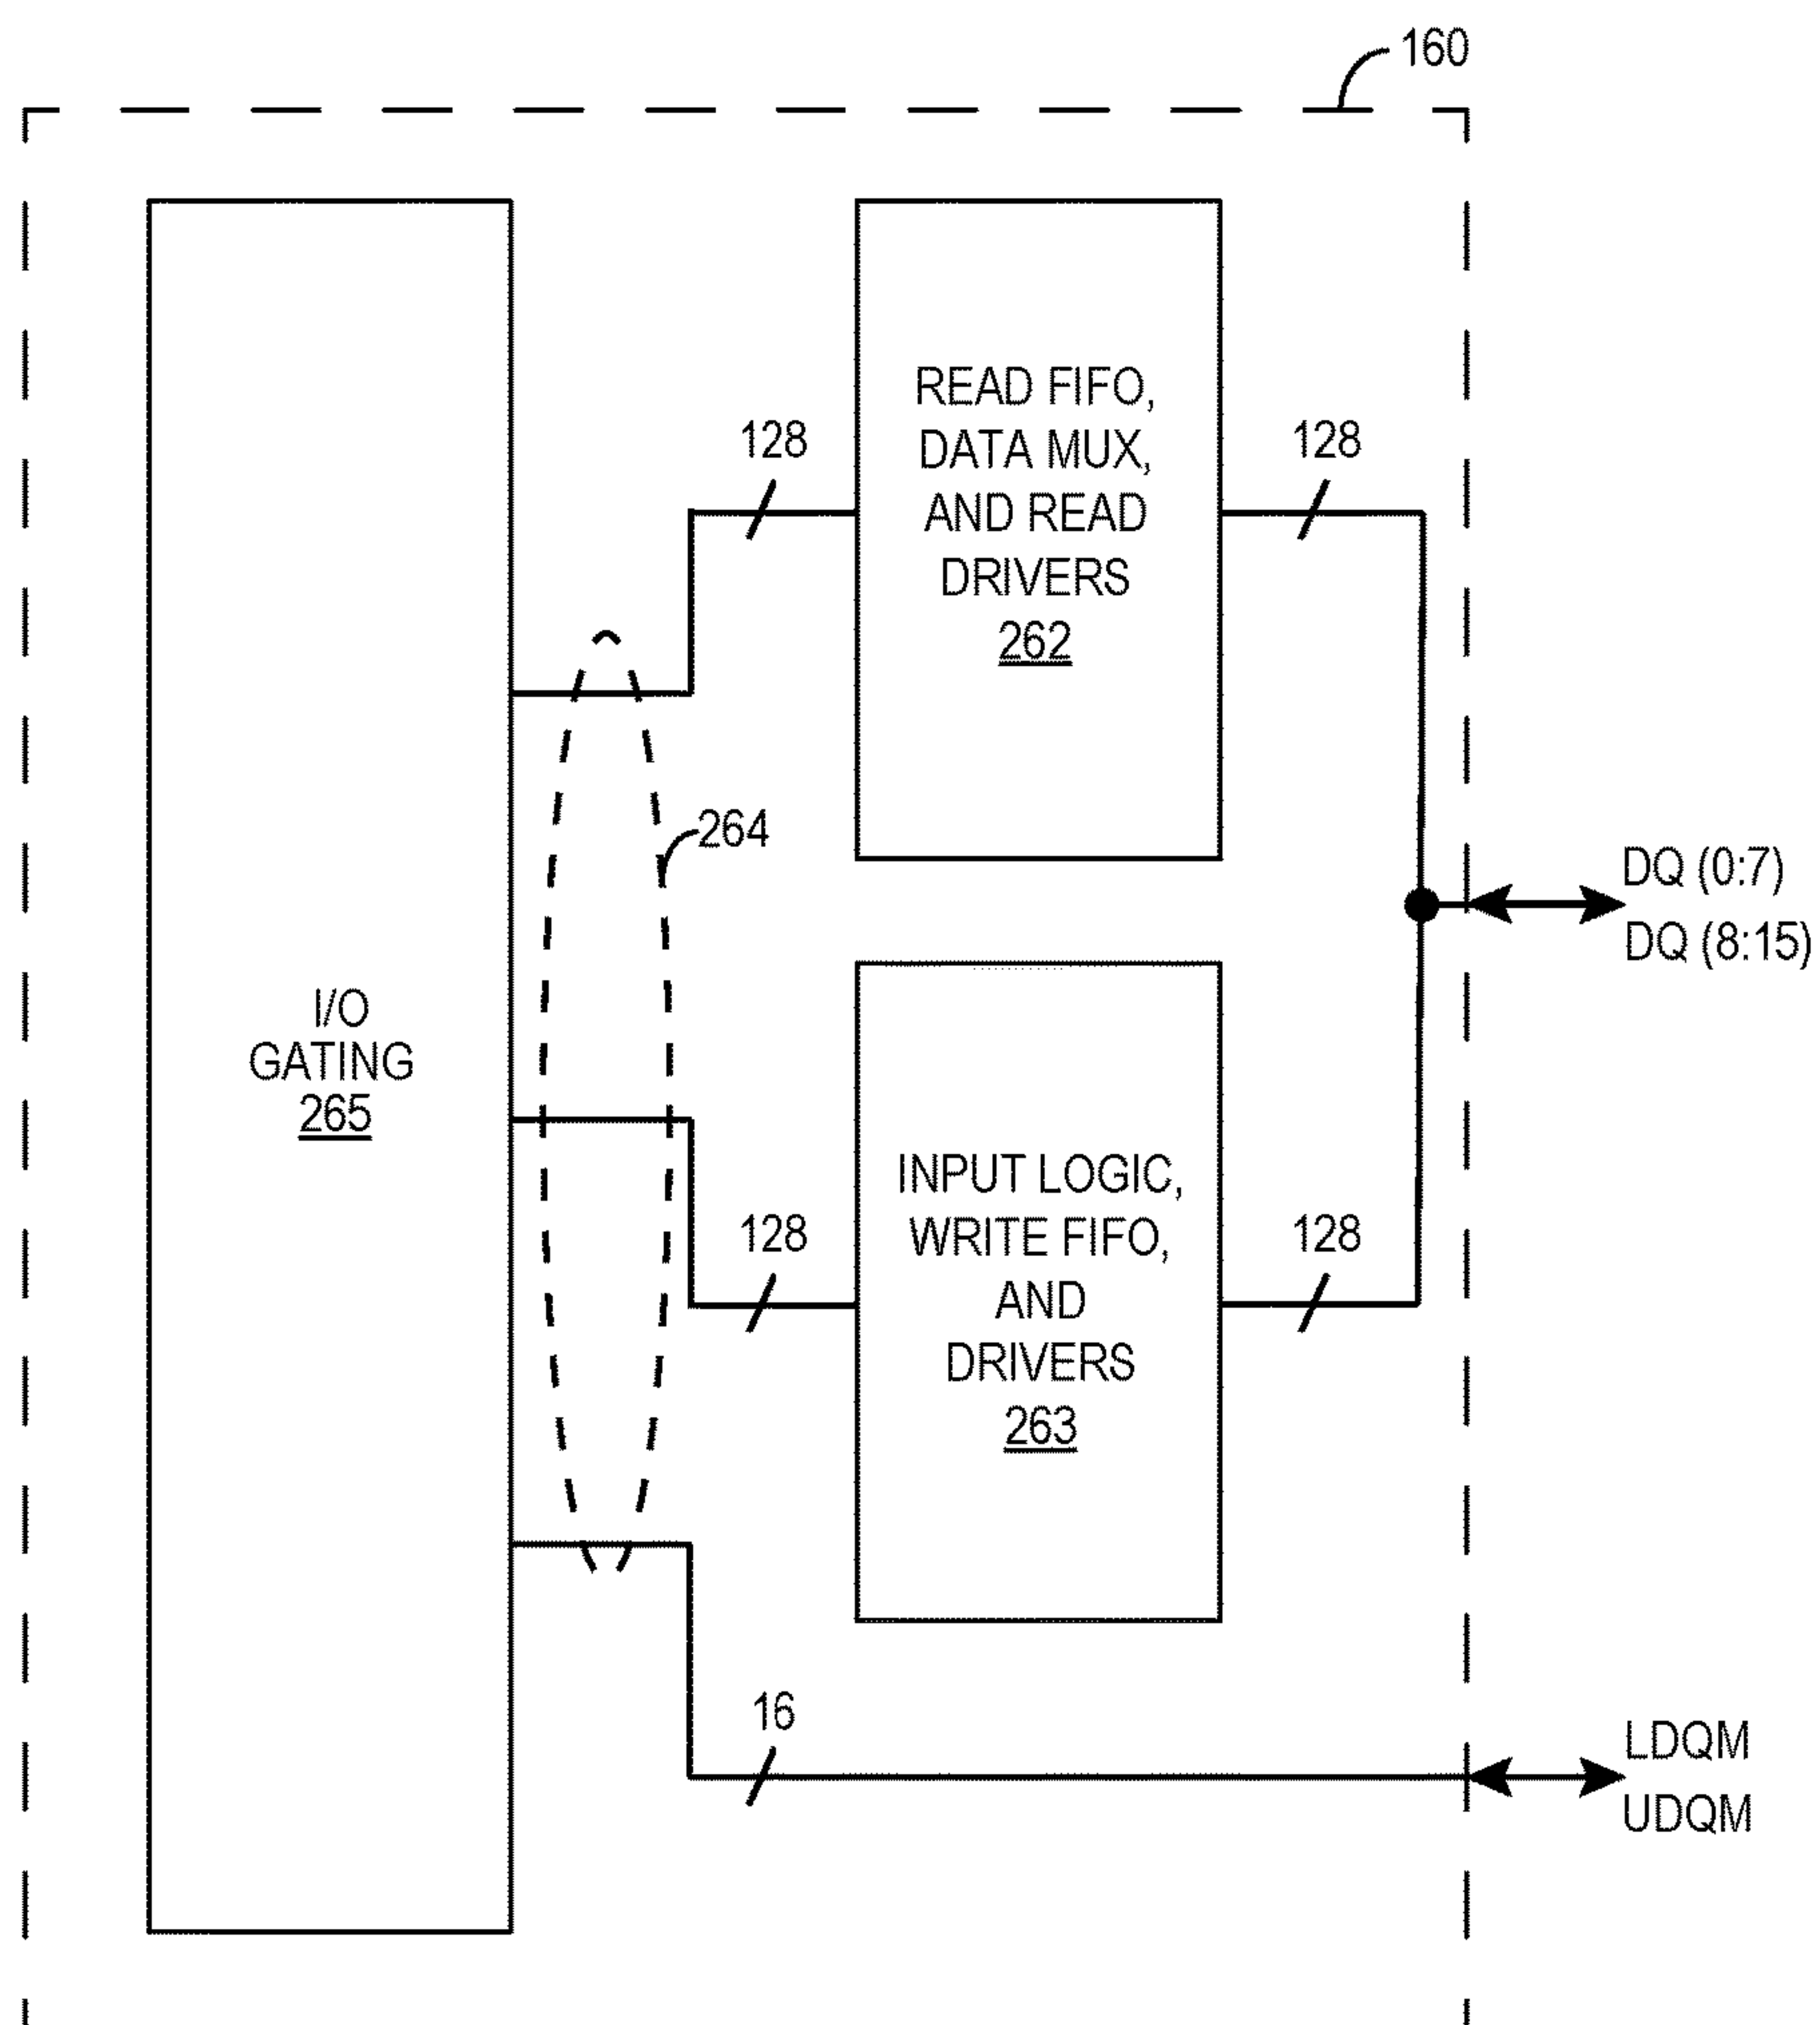 160
READ FIFO,
DATA MUX,
AND READ
DRIVERS
262
128
128
264
DQ (0:7)
DQ (8:15)
I/O
GATING
265
INPUT LOGIC,
WRITE FIFO,
AND
DRIVERS
263
128
128
16
LDQM
UDQM